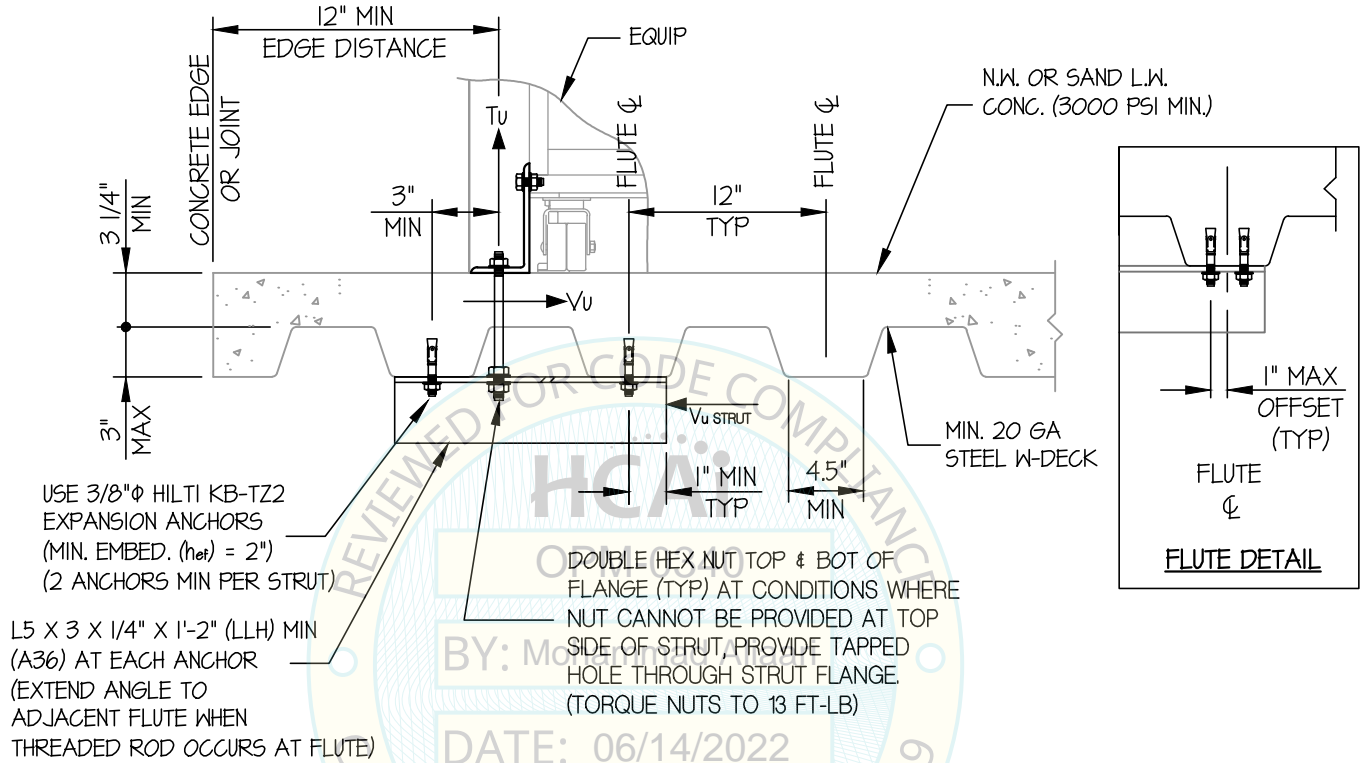 12" MIN
EDGE DISTANCE
EQUIP
CONCRETE EDGE
OR JOINT
Tu
FLUTE ℄
FLUTE ℄
N.W. OR SAND L.W.
CONC. (3000 PSI MIN.)
3"
MIN
12"
TYP
3 1/4"
MIN
Vu
3"
MAX
Vu STRUT
1" MIN
TYP
4.5"
MIN
MIN. 20 GA
STEEL W-DECK
1" MAX
OFFSET
(TYP)
FLUTE
℄
FLUTE DETAIL
USE 3/8"Φ HILTI KB-TZ2
EXPANSION ANCHORS
(MIN. EMBED. (hef) = 2")
(2 ANCHORS MIN PER STRUT)
L5 X 3 X 1/4" X 1'-2" (LLH) MIN
(A36) AT EACH ANCHOR
(EXTEND ANGLE TO
ADJACENT FLUTE WHEN
THREADED ROD OCCURS AT FLUTE)
DOUBLE HEX NUT TOP & BOT OF
FLANGE (TYP) AT CONDITIONS WHERE
NUT CANNOT BE PROVIDED AT TOP
SIDE OF STRUT, PROVIDE TAPPED
HOLE THROUGH STRUT FLANGE.
(TORQUE NUTS TO 13 FT-LB)
REVIEWED FOR CODE COMPLIANCE
HCAi
OPM-0340
BY: Mohammad
DATE: 06/14/2022